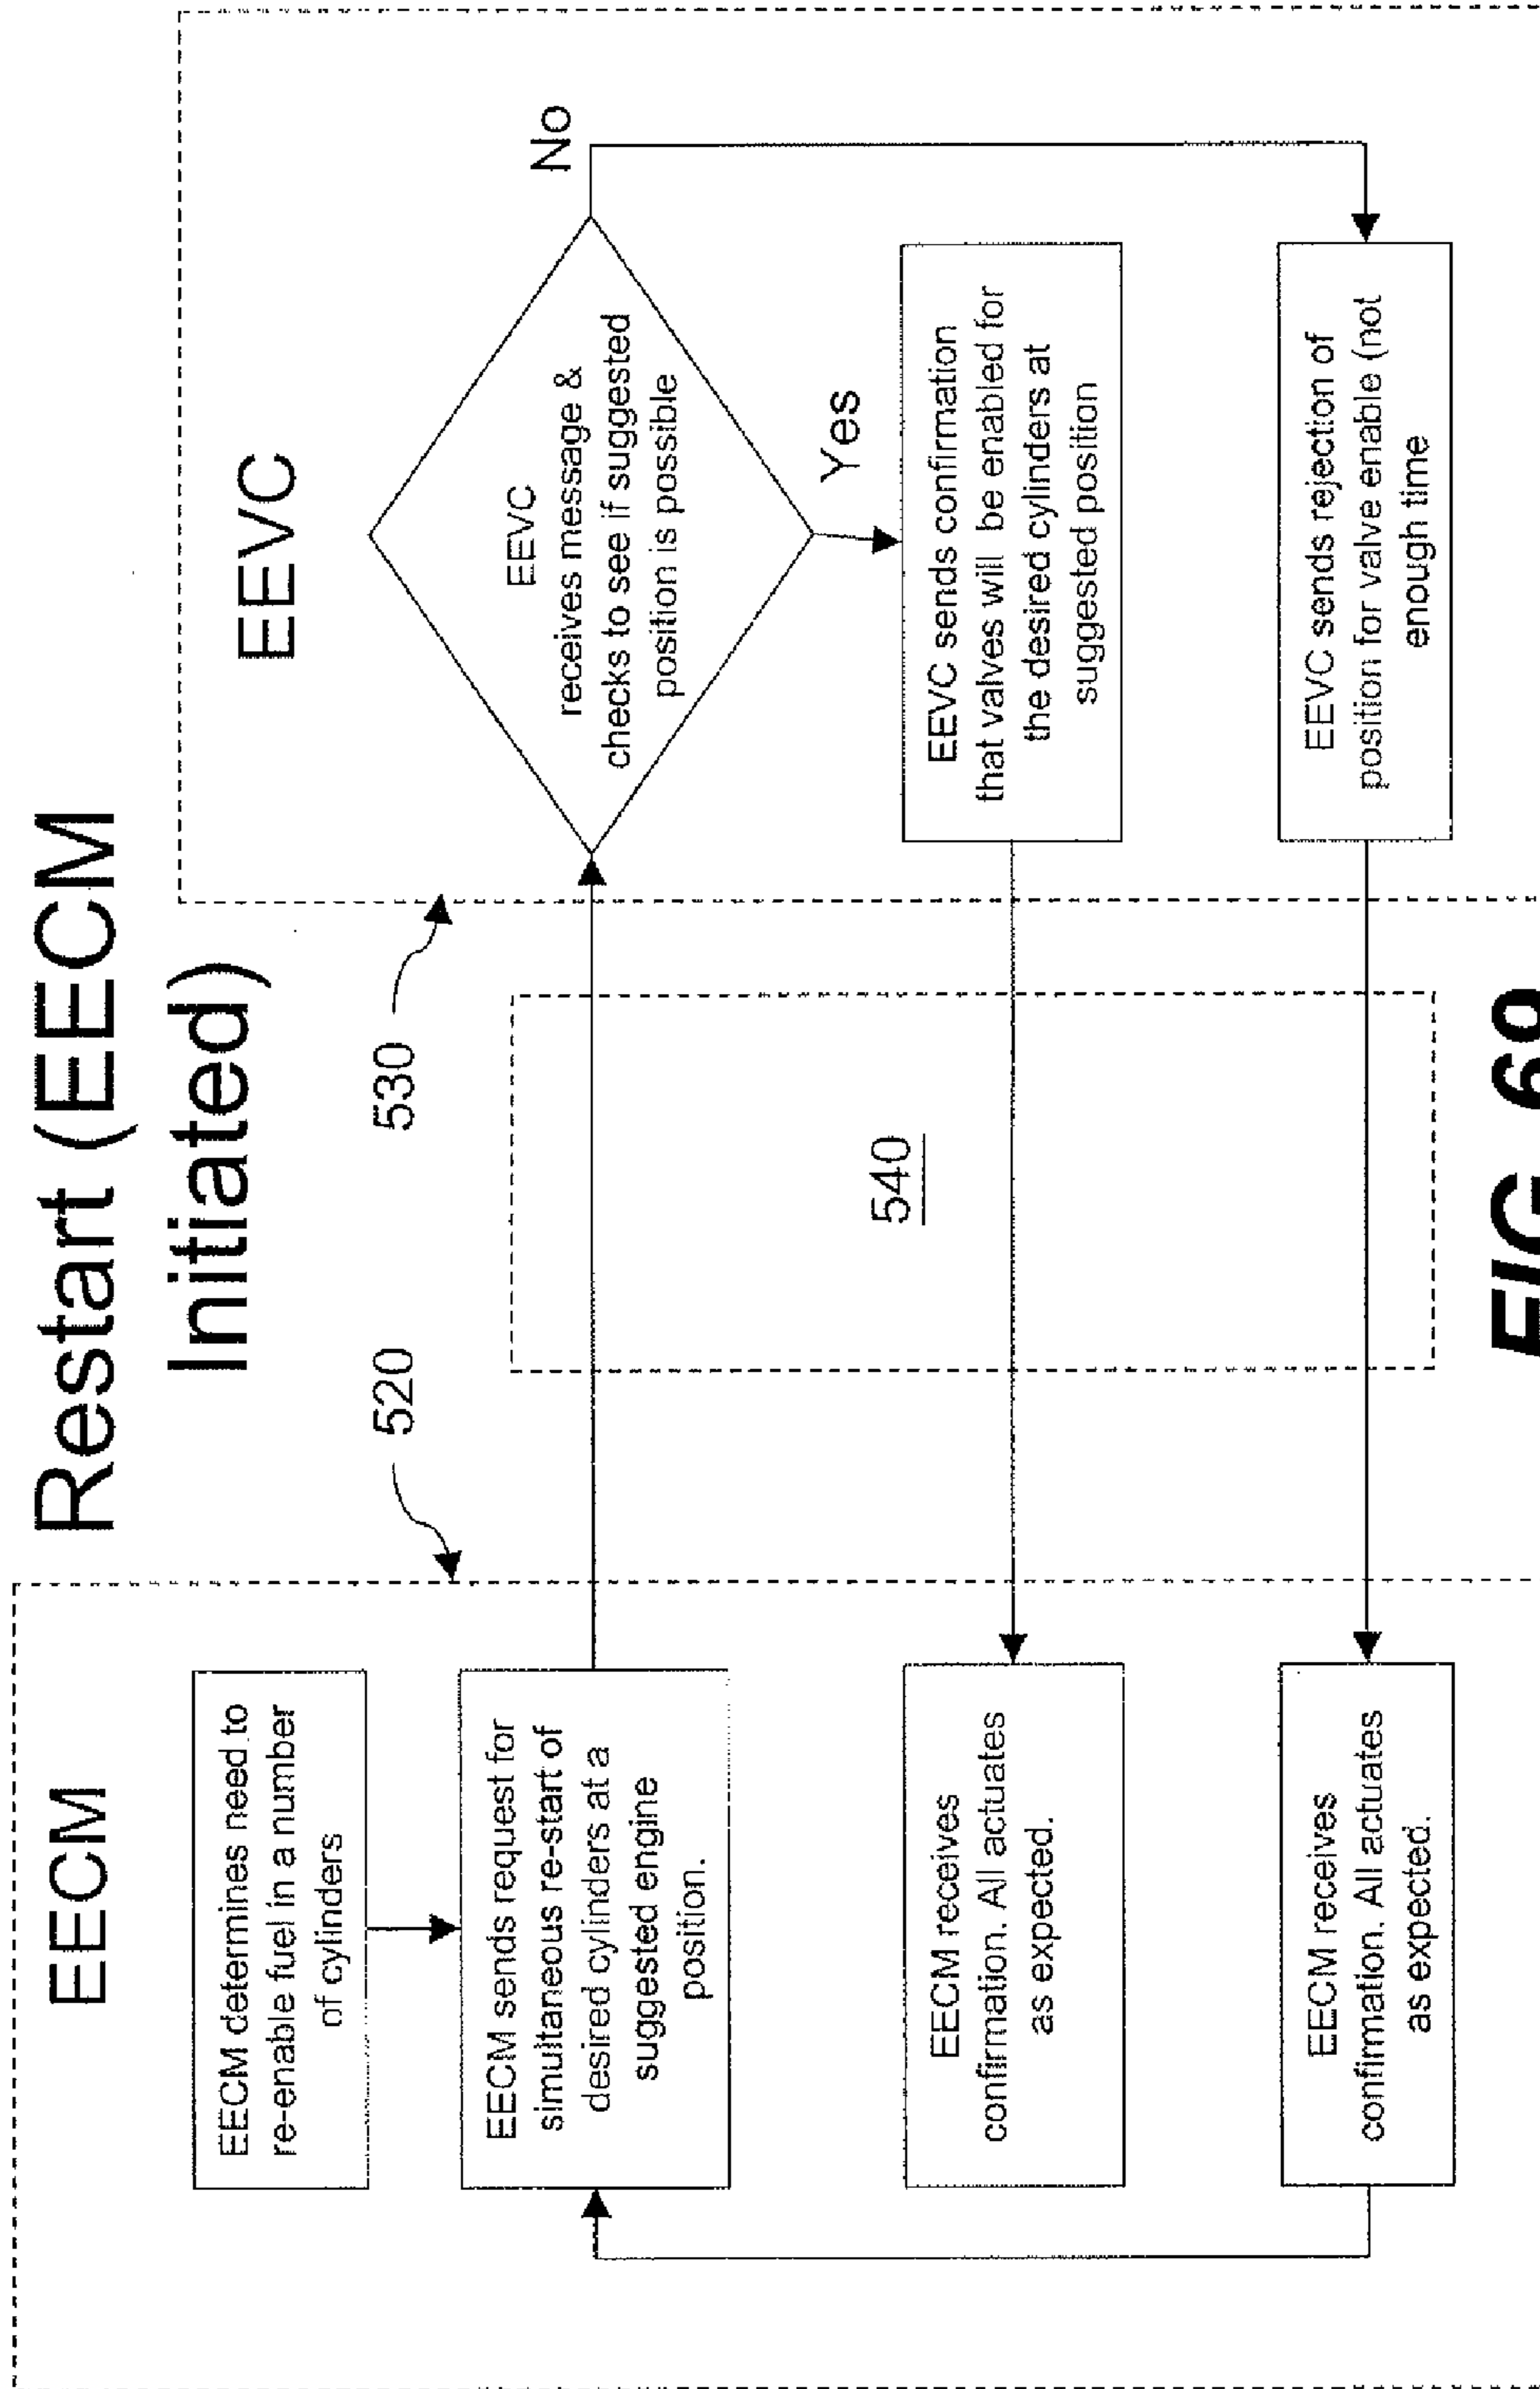 Restart (EECM
Initiated)
EECM
520
530
EEVC
EECM determines need to
re-enable fuel in a number
of cylinders
EECM sends request for
simultaneous re-start of
desired cylinders at a
suggested engine
position.
EEVC
receives message &
checks to see if suggested
position is possible
No
Yes
540
EECM receives
confirmation. All actuates
as expected.
EEVC sends confirmation
that valves will be enabled for
the desired cylinders at
suggested position
EECM receives
confirmation. All actuates
as expected.
EEVC sends rejection of
position for valve enable (not
enough time
FIG 69